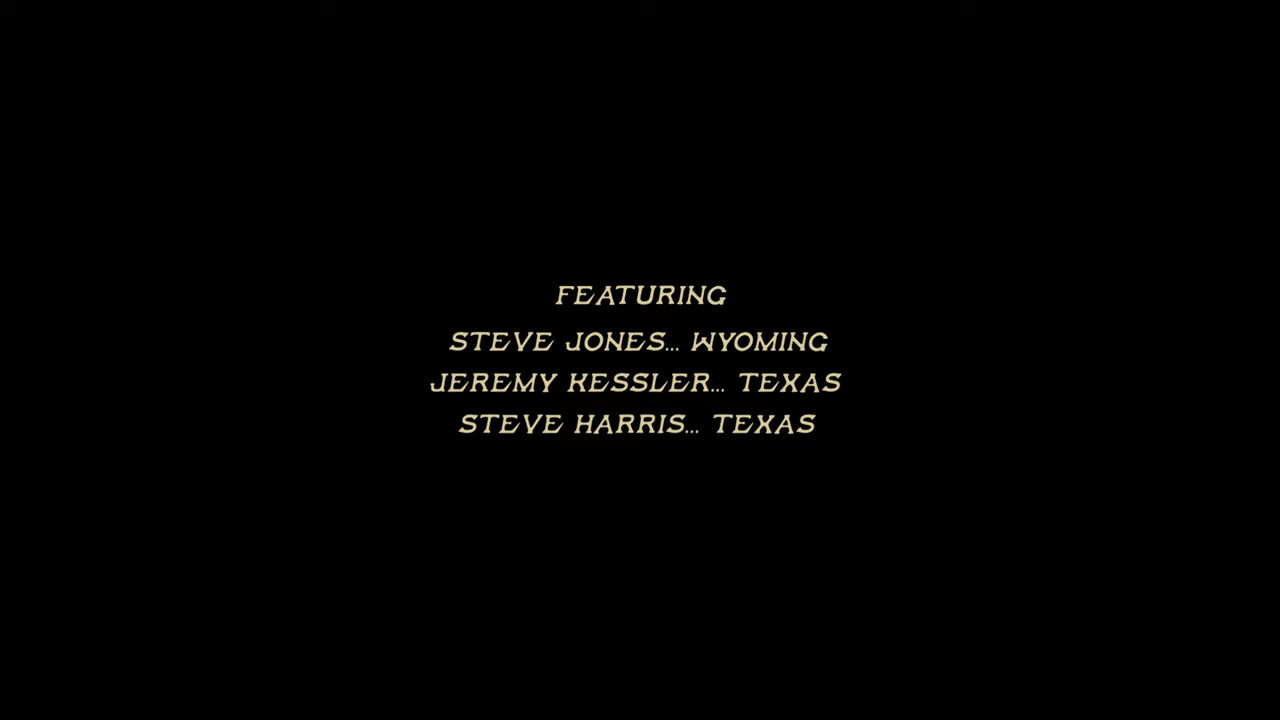 FEATURING
STEVE JONES... WYOMING
JEREMY KESSLER... TEXAS
STEVE HARRIS... TEXAS